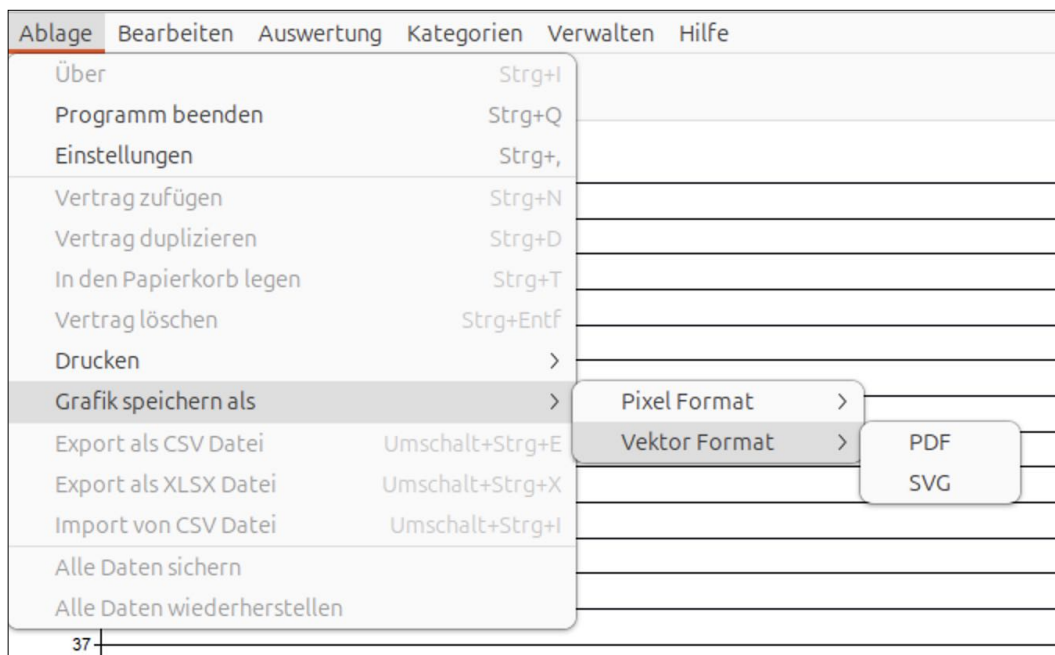 Ablage Bearbeiten Auswertung Kategorien Verwalten Hilfe
Über Strg+I
Programm beenden Strg+Q
Einstellungen Strg+,
Vertrag zufügen Strg+N
Vertrag duplizieren Strg+D
In den Papierkorb legen Strg+T
Vertrag löschen Strg+Entf
Drucken
Grafik speichern als Pixel Format
Export als CSV Datei Umschalt+Strg+E Vektor Format PDF
Export als XLSX Datei Umschalt+Strg+X SVG
Import von CSV Datei Umschalt+Strg+I
Alle Daten sichern
Alle Daten wiederherstellen
37